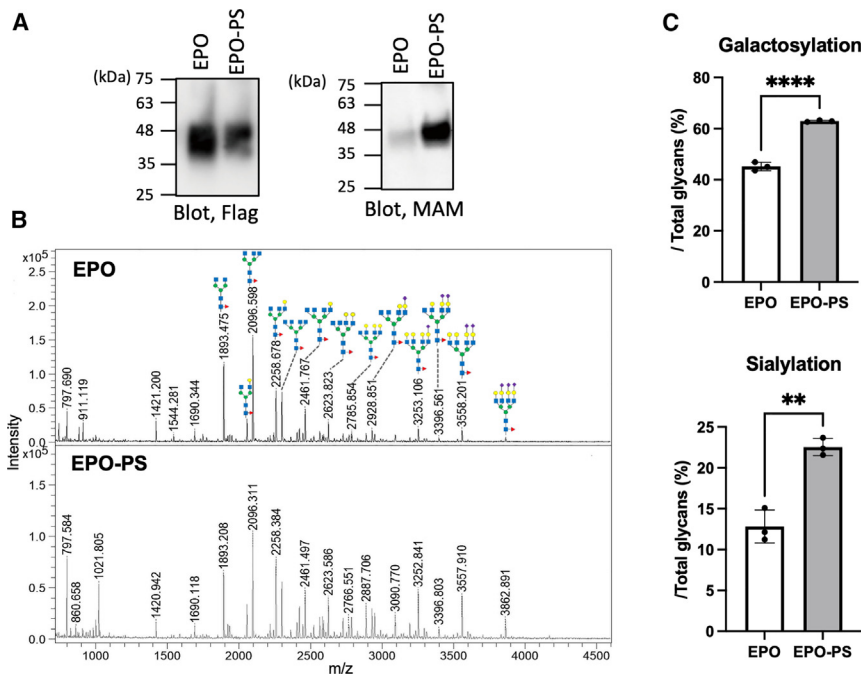 A
EPO
EPO-PS
(kDa)
75
63
48
35
25
Blot, Flag
EPO
EPO-PS
(kDa)
75
63
48
35
25
Blot, MAM
B
x10⁵
EPO
2.5
2.0
1.5
1.0
0.5
0.0
797.690
911.119
1421.200
1544.281
1690.344
1893.475
2096.598
2258.678
2461.767
2623.823
2785.854
2928.851
3253.106
3396.561
3558.201
Intensity
x10⁵
EPO-PS
1.5
1.0
0.5
0.0
797.584
860.658
1021.805
1420.942
1690.118
1893.208
2096.311
2258.384
2461.497
2623.586
2766.551
2887.706
3090.770
3252.841
3396.803
3557.910
3862.891
1000 1500 2000 2500 3000 3500 4000 4500
m/z
C
Galactosylation
****
/ Total glycans (%)
80
60
40
20
0
EPO EPO-PS
Sialylation
**
/Total glycans (%)
25
20
15
10
5
0
EPO EPO-PS